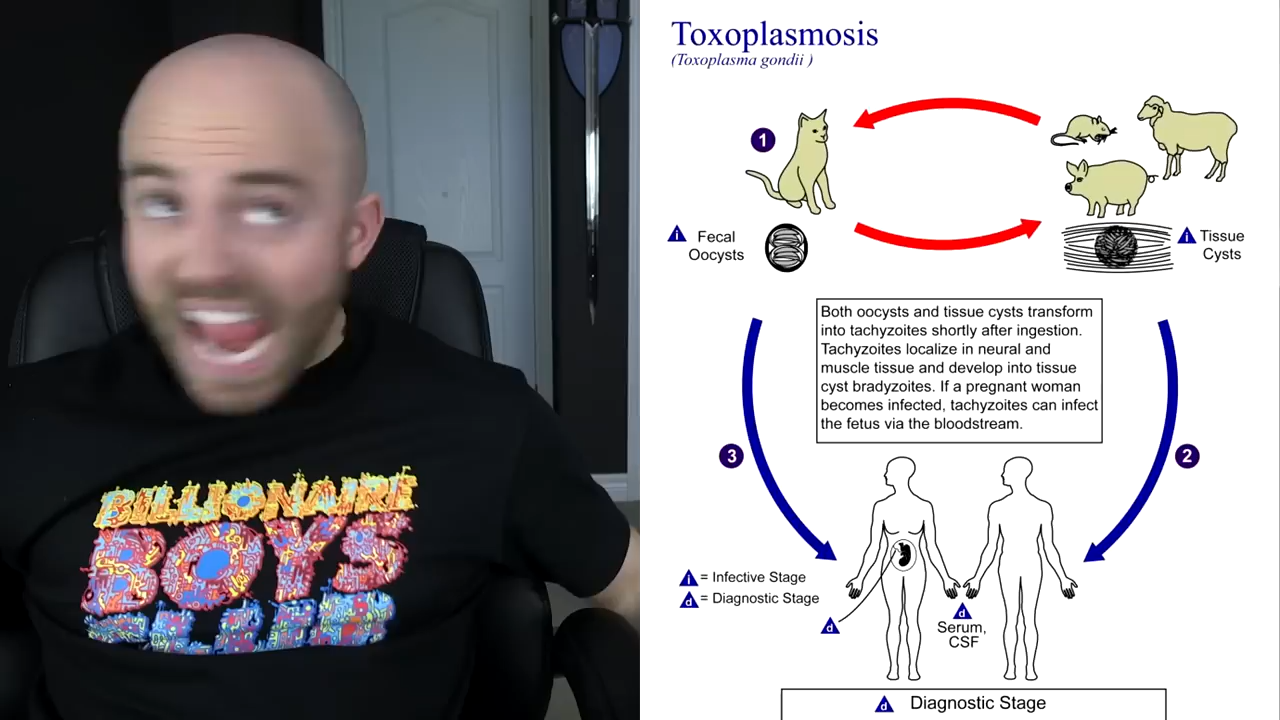 BILLIONAIRE
BOYS
CLUB
Toxoplasmosis
(Toxoplasma gondii )
1
i Fecal
Oocysts
i Tissue
Cysts
Both oocysts and tissue cysts transform
into tachyzoites shortly after ingestion.
Tachyzoites localize in neural and
muscle tissue and develop into tissue
cyst bradyzoites. If a pregnant woman
becomes infected, tachyzoites can infect
the fetus via the bloodstream.
3
2
i = Infective Stage
d = Diagnostic Stage
d
d
Serum,
CSF
d Diagnostic Stage